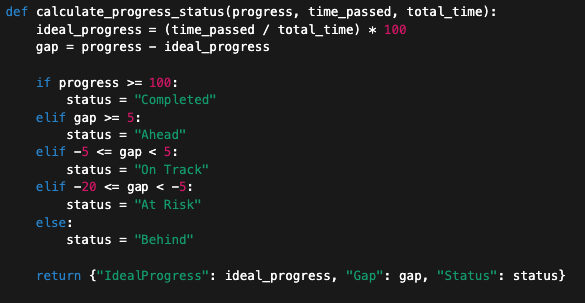 def calculate_progress_status(progress, time_passed, total_time):
    ideal_progress = (time_passed / total_time) * 100
    gap = progress - ideal_progress

    if progress >= 100:
        status = "Completed"
    elif gap >= 5:
        status = "Ahead"
    elif -5 <= gap < 5:
        status = "On Track"
    elif -20 <= gap < -5:
        status = "At Risk"
    else:
        status = "Behind"

    return {"IdealProgress": ideal_progress, "Gap": gap, "Status": status}